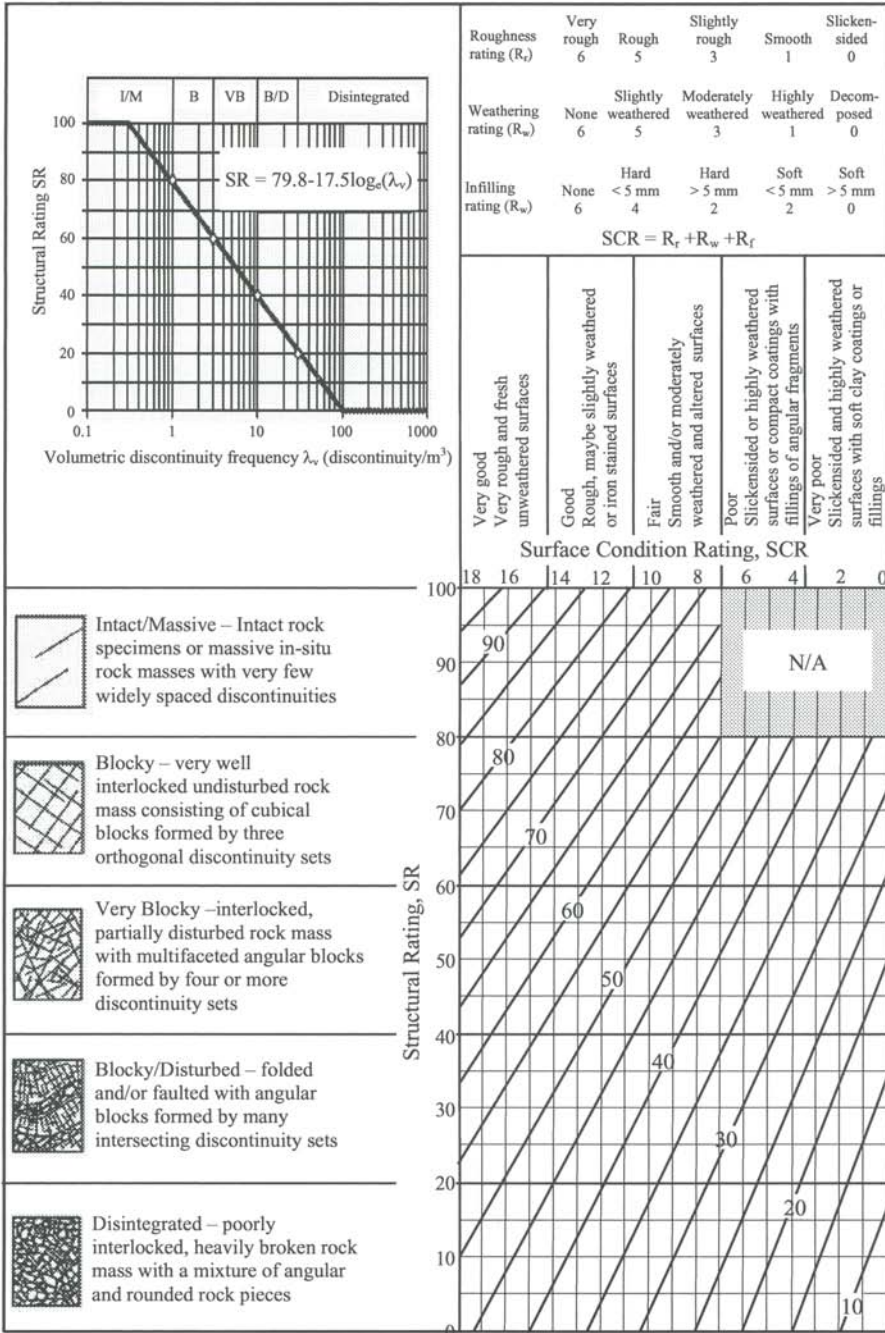 Roughness rating (Rr)
Very rough 6
Rough 5
Slightly rough 3
Smooth 1
Slicken-sided 0
Weathering rating (Rw)
None 6
Slightly weathered 5
Moderately weathered 3
Highly weathered 1
Decom-posed 0
Infilling rating (Rw)
None 6
Hard < 5 mm 4
Hard > 5 mm 2
Soft < 5 mm 2
Soft > 5 mm 0
SCR = Rr +Rw +Rf
I/M B VB B/D Disintegrated
SR = 79.8-17.5loge(λv)
Structural Rating SR
100
80
60
40
20
0
0.1 1 10 100 1000
Volumetric discontinuity frequency λv (discontinuity/m³)
Very good
Very rough and fresh
unweathered surfaces
Good
Rough, maybe slightly weathered
or iron stained surfaces
Fair
Smooth and/or moderately
weathered and altered surfaces
Poor
Slickensided or highly weathered
surfaces or compact coatings with
fillings of angular fragments
Very poor
Slickensided and highly weathered
surfaces with soft clay coatings or
fillings
Surface Condition Rating, SCR
18 16 14 12 10 8 6 4 2 0
Intact/Massive – Intact rock
specimens or massive in-situ
rock masses with very few
widely spaced discontinuities
Blocky – very well
interlocked undisturbed rock
mass consisting of cubical
blocks formed by three
orthogonal discontinuity sets
Very Blocky –interlocked,
partially disturbed rock mass
with multifaceted angular blocks
formed by four or more
discontinuity sets
Blocky/Disturbed – folded
and/or faulted with angular
blocks formed by many
intersecting discontinuity sets
Disintegrated – poorly
interlocked, heavily broken rock
mass with a mixture of angular
and rounded rock pieces
Structural Rating, SR
100
90
80
70
60
50
40
30
20
10
0
N/A
90
80
70
60
50
40
30
20
10